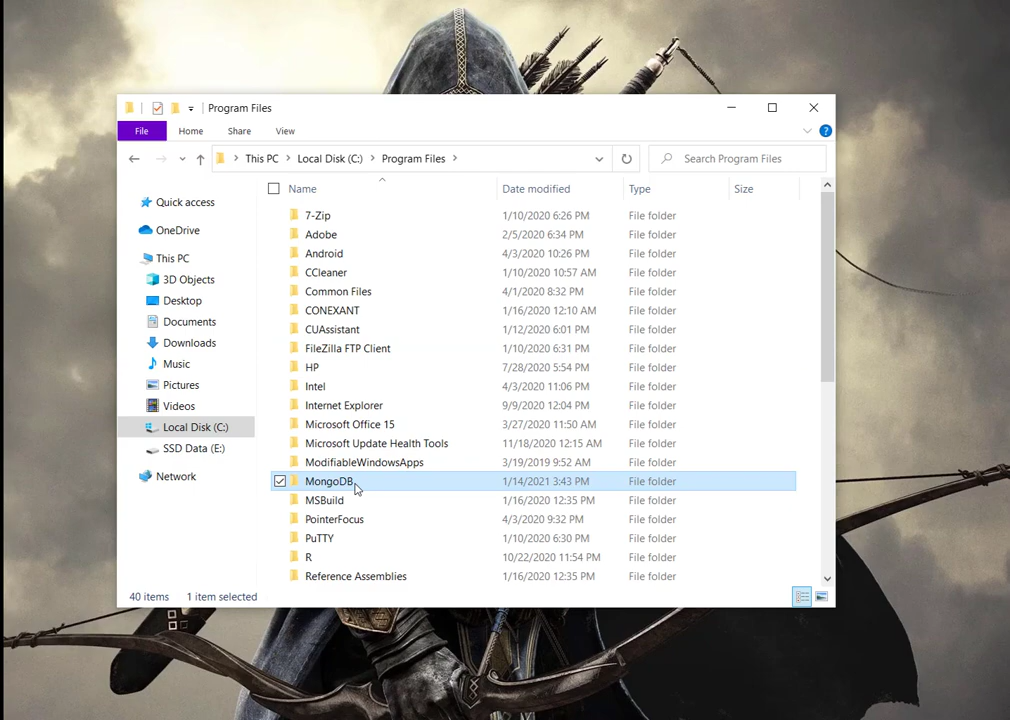 Program Files
File Home Share View
This PC Local Disk (C:) Program Files Search Program Files
Name Date modified Type Size
Quick access
OneDrive
This PC
3D Objects
Desktop
Documents
Downloads
Music
Pictures
Videos
Local Disk (C:)
SSD Data (E:)
Network
7-Zip 1/10/2020 6:26 PM File folder
Adobe 2/5/2020 6:34 PM File folder
Android 4/3/2020 10:26 PM File folder
CCleaner 1/10/2020 10:57 AM File folder
Common Files 4/1/2020 8:32 PM File folder
CONEXANT 1/16/2020 12:10 AM File folder
CUAssistant 1/12/2020 6:01 PM File folder
FileZilla FTP Client 1/10/2020 6:31 PM File folder
HP 7/28/2020 5:54 PM File folder
Intel 4/3/2020 11:06 PM File folder
Internet Explorer 9/9/2020 12:04 PM File folder
Microsoft Office 15 3/27/2020 11:50 AM File folder
Microsoft Update Health Tools 11/18/2020 12:15 AM File folder
ModifiableWindowsApps 3/19/2019 9:52 AM File folder
MongoDB 1/14/2021 3:43 PM File folder
MSBuild 1/16/2020 12:35 PM File folder
PointerFocus 4/3/2020 9:32 PM File folder
PuTTY 1/10/2020 6:30 PM File folder
R 10/22/2020 11:54 PM File folder
Reference Assemblies 1/16/2020 12:35 PM File folder
40 items 1 item selected